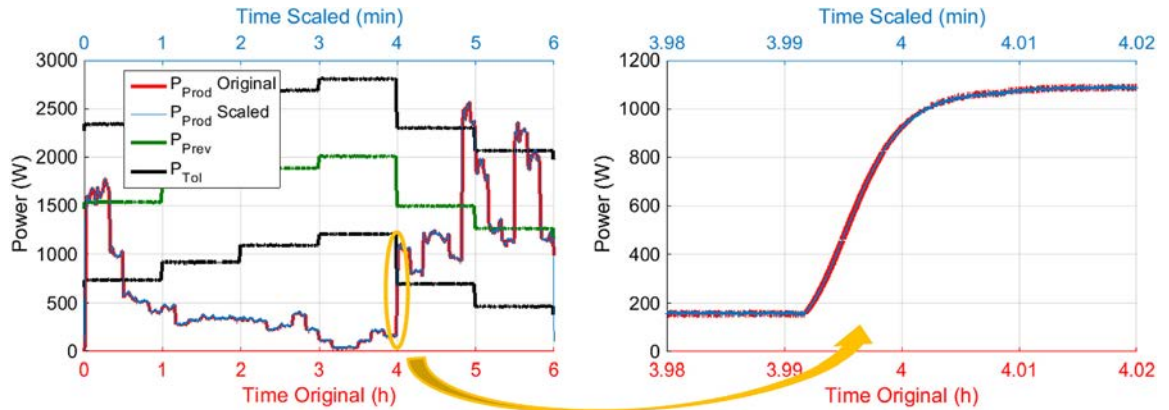 Time Scaled (min)
0 1 2 3 4 5 6
3000
2500
2000
1500
1000
500
0
Power (W)
P_Prod Original
P_Prod Scaled
P_Prev
P_Tol
0 1 2 3 4 5 6
Time Original (h)
Time Scaled (min)
3.98 3.99 4 4.01 4.02
1200
1000
800
600
400
200
0
Power (W)
3.98 3.99 4 4.01 4.02
Time Original (h)